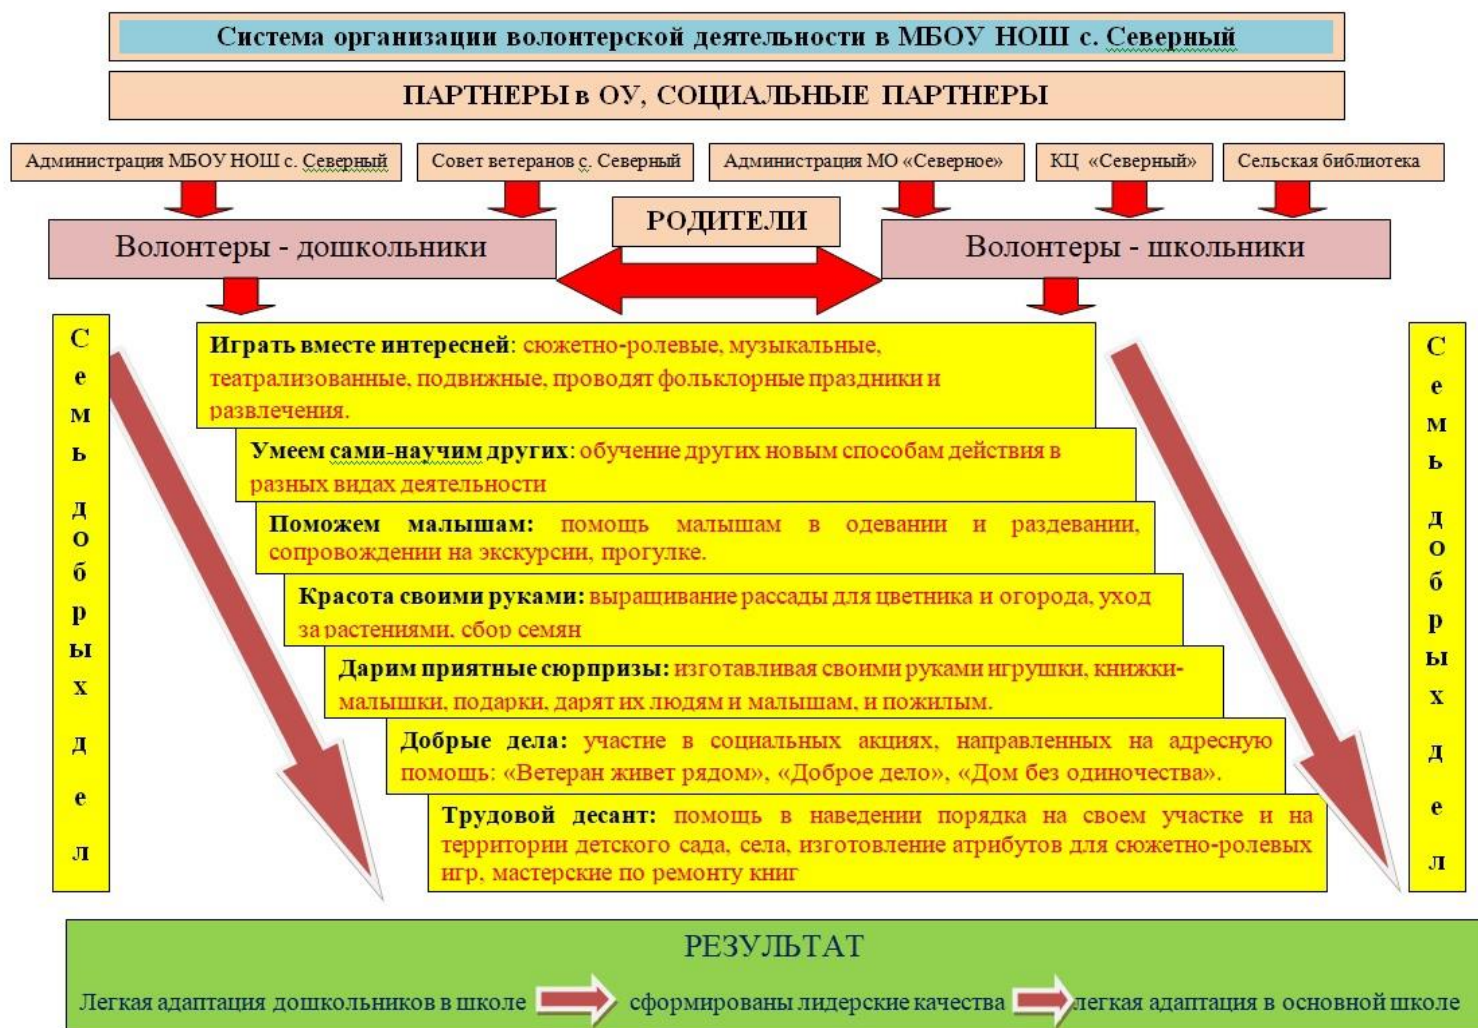 Система организации волонтерской деятельности в МБОУ НОШ с. Северный
ПАРТНЕРЫ в ОУ, СОЦИАЛЬНЫЕ ПАРТНЕРЫ
Администрация МБОУ НОШ с. Северный
Совет ветеранов с. Северный
Администрация МО «Северное»
КЦ «Северный»
Сельская библиотека
РОДИТЕЛИ
Волонтеры - дошкольники
Волонтеры - школьники
Семь добрых дел
Играть вместе интересней: сюжетно-ролевые, музыкальные,
театрализованные, подвижные, проводят фольклорные праздники и
развлечения.
Умеем сами-научим других: обучение других новым способам действия в
разных видах деятельности
Поможем малышам: помощь малышам в одевании и раздевании,
сопровождении на экскурсии, прогулке.
Красота своими руками: выращивание рассады для цветника и огорода, уход
за растениями, сбор семян
Дарим приятные сюрпризы: изготавливая своими руками игрушки, книжки-
малышки, подарки, дарят их людям и малышам, и пожилым.
Добрые дела: участие в социальных акциях, направленных на адресную
помощь: «Ветеран живет рядом», «Доброе дело», «Дом без одиночества».
Трудовой десант: помощь в наведении порядка на своем участке и на
территории детского сада, села, изготовление атрибутов для сюжетно-ролевых
игр, мастерские по ремонту книг
Семь добрых дел
РЕЗУЛЬТАТ
Легкая адаптация дошкольников в школе сформированы лидерские качества легкая адаптация в основной школе